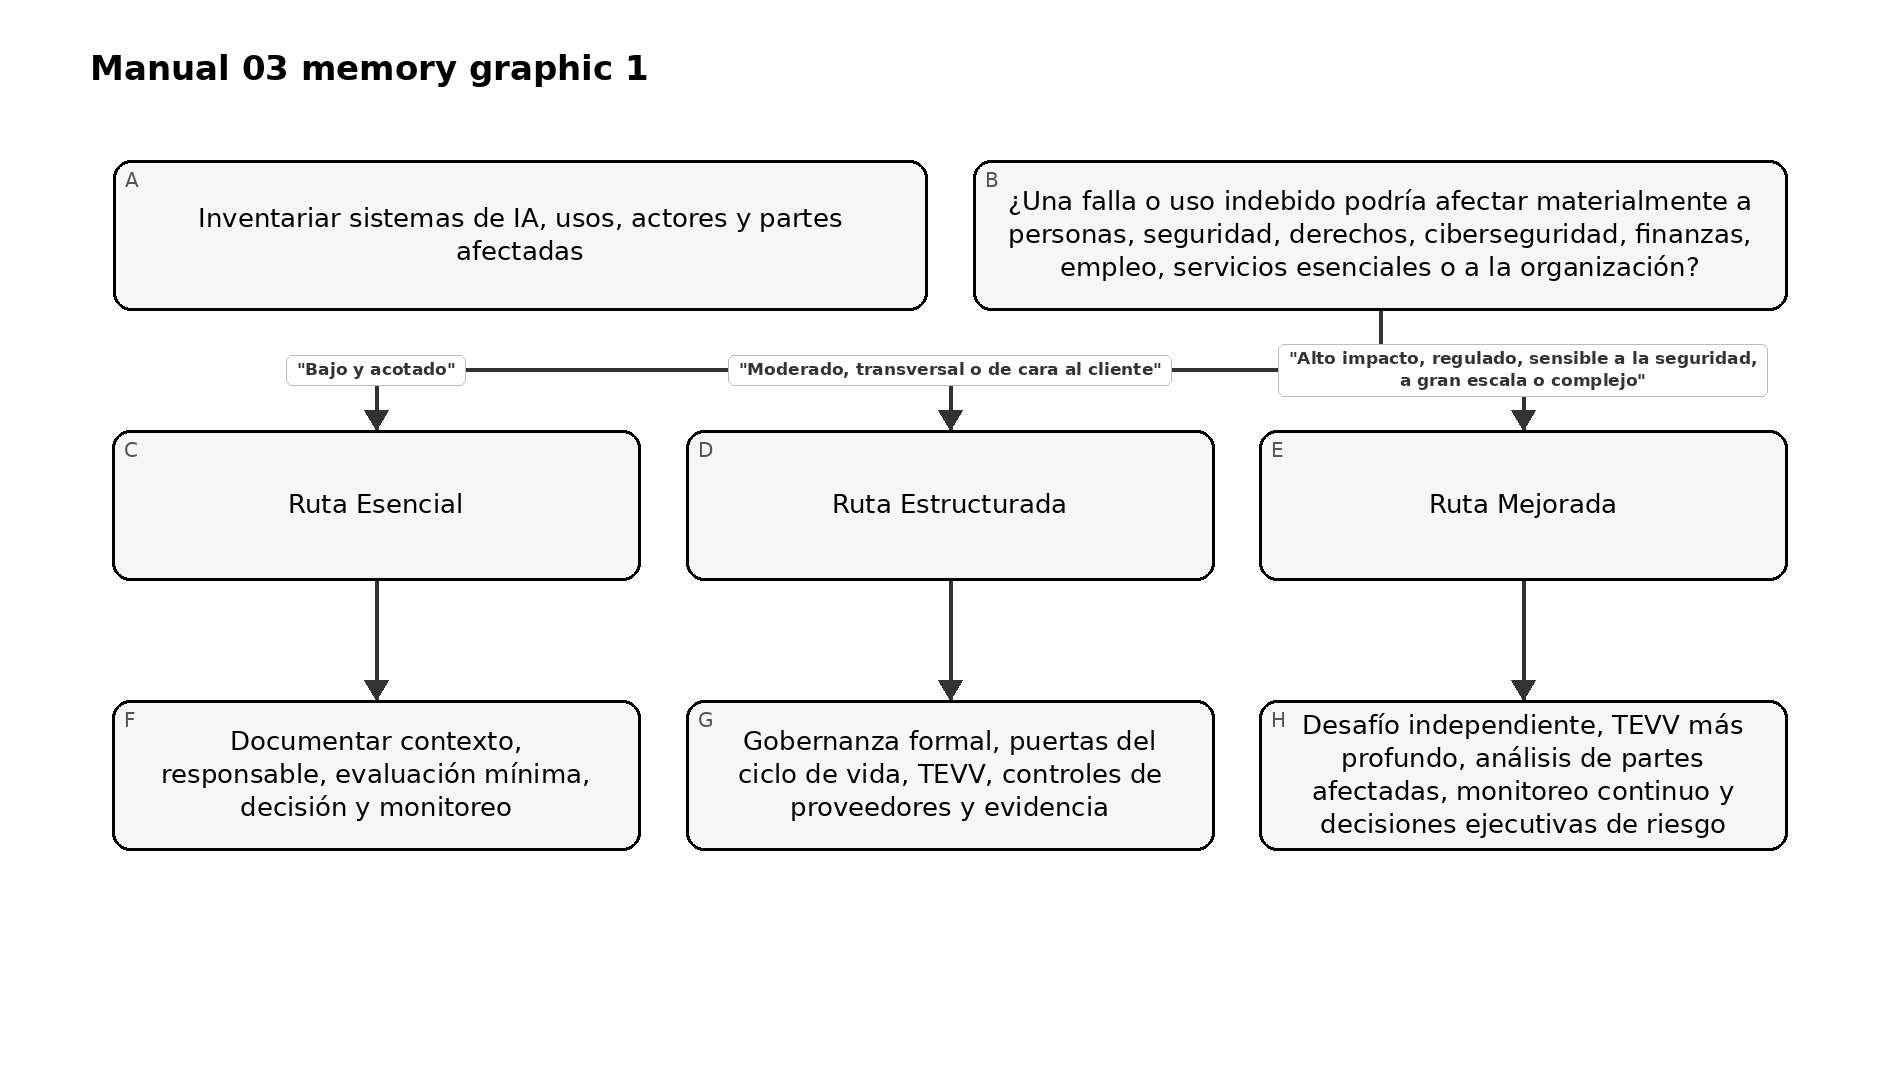 Manual 03 memory graphic 1
A
Inventariar sistemas de IA, usos, actores y partes
afectadas
B
¿Una falla o uso indebido podría afectar materialmente a
personas, seguridad, derechos, ciberseguridad, finanzas,
empleo, servicios esenciales o a la organización?
"Bajo y acotado"
"Moderado, transversal o de cara al cliente"
"Alto impacto, regulado, sensible a la seguridad,
a gran escala o complejo"
C
Ruta Esencial
D
Ruta Estructurada
E
Ruta Mejorada
F
Documentar contexto,
responsable, evaluación mínima,
decisión y monitoreo
G
Gobernanza formal, puertas del
ciclo de vida, TEVV, controles de
proveedores y evidencia
H
Desafío independiente, TEVV más
profundo, análisis de partes
afectadas, monitoreo continuo y
decisiones ejecutivas de riesgo